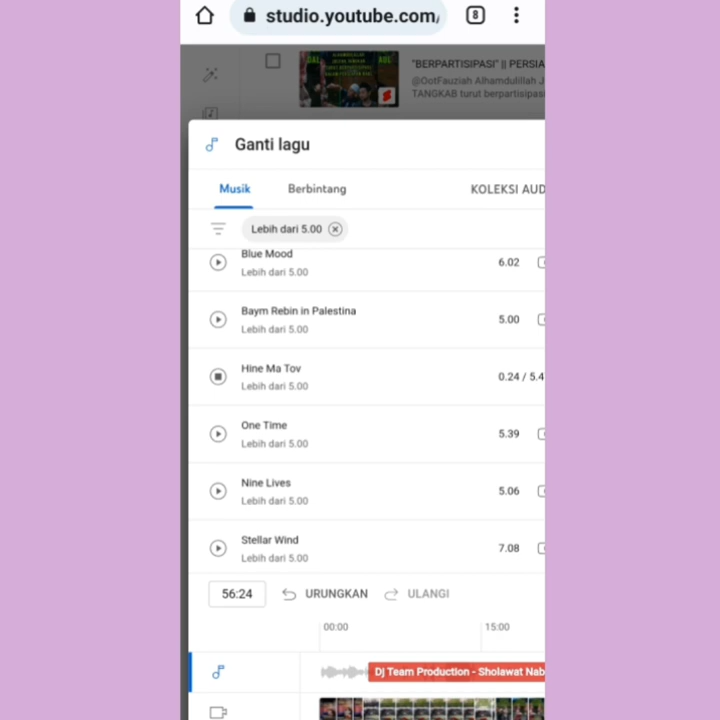 studio.youtube.com/
8
"BERPARTISIPASI" || PERSIA
@OotFauziah Alhamdulillah J
TANGKAB turut berpartisipas
Ganti lagu
Musik
Berbintang
KOLEKSI AUD
Lebih dari 5.00
Blue Mood
6.02
Lebih dari 5.00
Baym Rebin in Palestina
5.00
Lebih dari 5.00
Hine Ma Tov
0.24 / 5.4
Lebih dari 5.00
One Time
5.39
Lebih dari 5.00
Nine Lives
5.06
Lebih dari 5.00
Stellar Wind
7.08
Lebih dari 5.00
56:24
URUNGKAN
ULANGI
00:00
15:00
Dj Team Production - Sholawat Nab